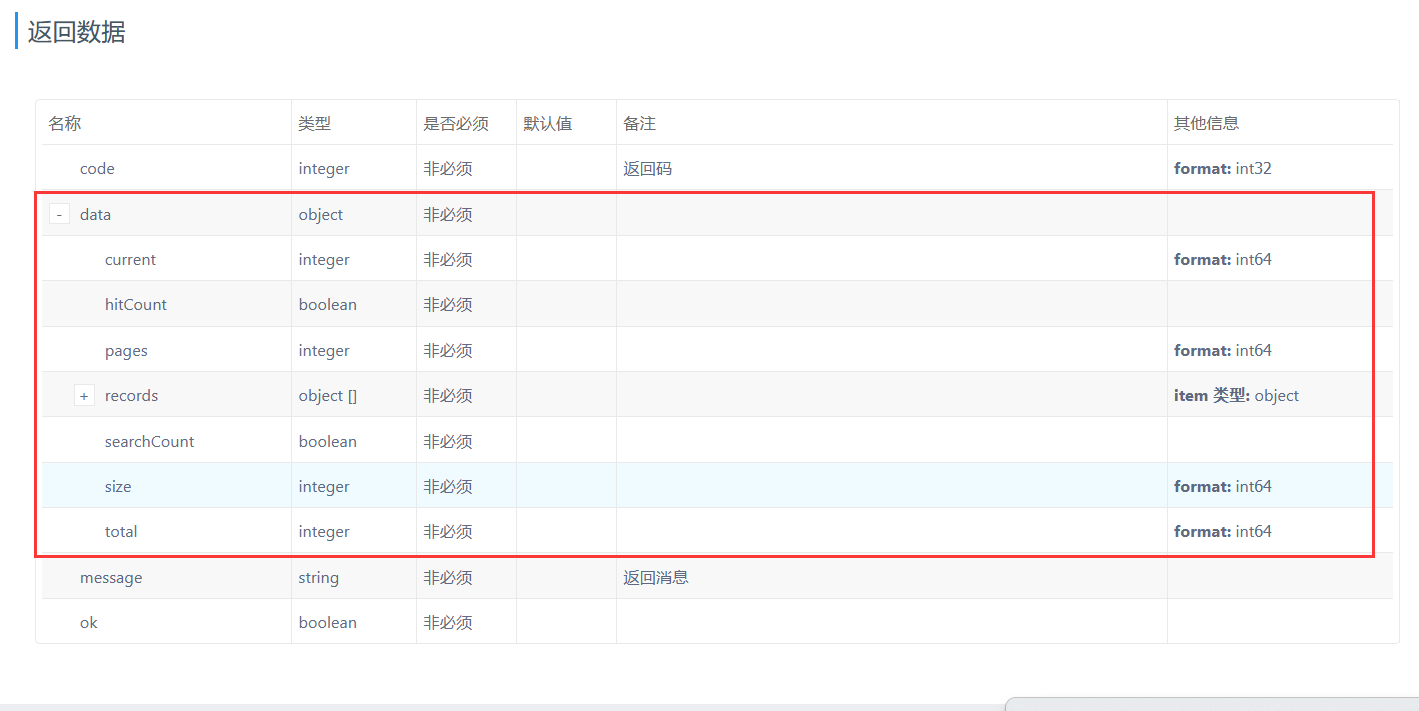 返回数据
名称 类型 是否必须 默认值 备注 其他信息
code integer 非必须 返回码 format: int32
- data object 非必须
current integer 非必须 format: int64
hitCount boolean 非必须
pages integer 非必须 format: int64
+ records object [] 非必须 item 类型: object
searchCount boolean 非必须
size integer 非必须 format: int64
total integer 非必须 format: int64
message string 非必须 返回消息
ok boolean 非必须